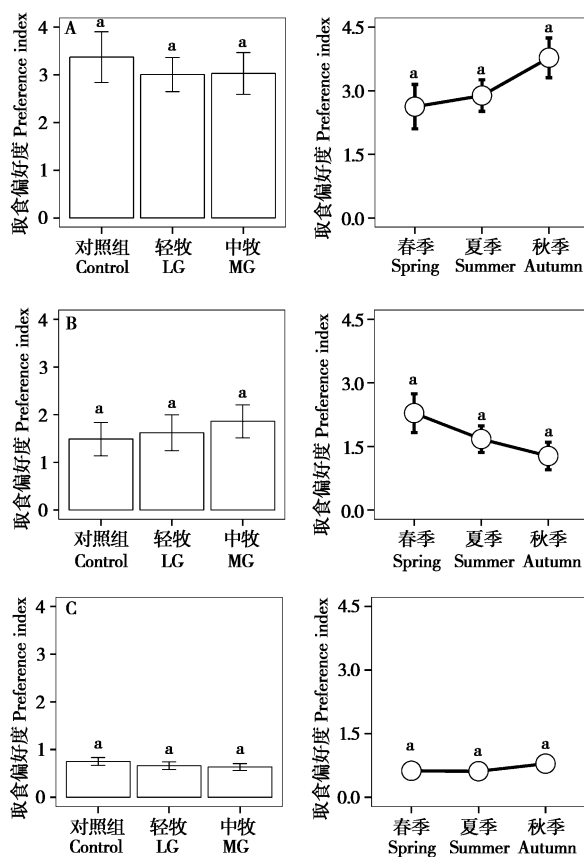 A
取食偏好度 Preference index
4
3
2
1
0
a
a
a
对照组
Control
轻牧
LG
中牧
MG
取食偏好度 Preference index
4.5
3.0
1.5
0.0
a
a
a
春季
Spring
夏季
Summer
秋季
Autumn
B
取食偏好度 Preference index
4
3
2
1
0
a
a
a
对照组
Control
轻牧
LG
中牧
MG
取食偏好度 Preference index
4.5
3.0
1.5
0.0
a
a
a
春季
Spring
夏季
Summer
秋季
Autumn
C
取食偏好度 Preference index
4
3
2
1
0
a
a
a
对照组
Control
轻牧
LG
中牧
MG
取食偏好度 Preference index
4.5
3.0
1.5
0.0
a
a
a
春季
Spring
夏季
Summer
秋季
Autumn